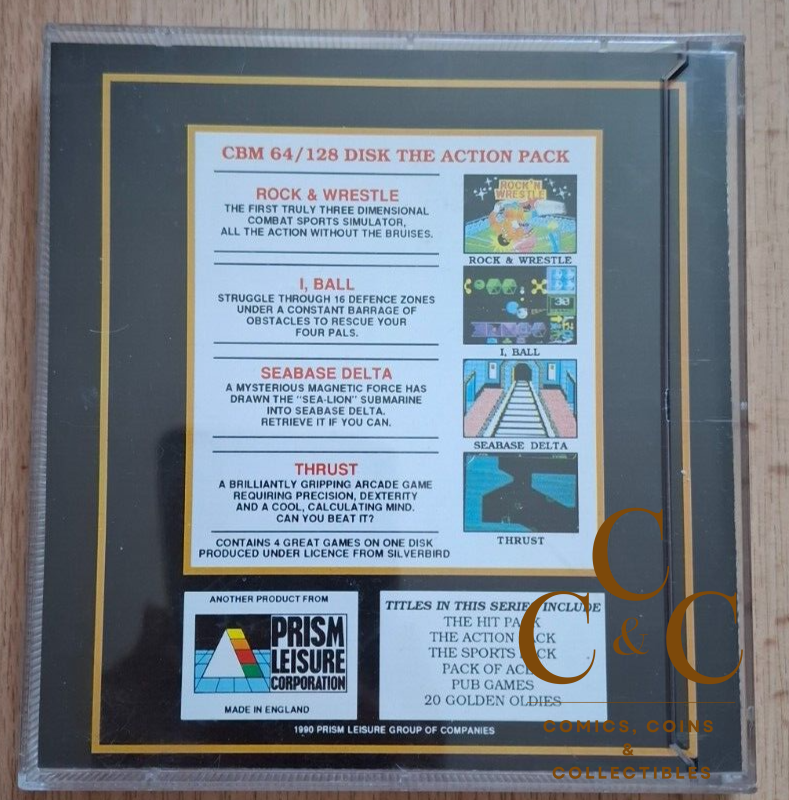 CBM 64/128 DISK THE ACTION PACK
ROCK & WRESTLE
THE FIRST TRULY THREE DIMENSIONAL
COMBAT SPORTS SIMULATOR,
ALL THE ACTION WITHOUT THE BRUISES.
ROCK'N
WRESTLE
ROCK & WRESTLE
I, BALL
STRUGGLE THROUGH 16 DEFENCE ZONES
UNDER A CONSTANT BARRAGE OF
OBSTACLES TO RESCUE YOUR
FOUR PALS.
30
I, BALL
SEABASE DELTA
A MYSTERIOUS MAGNETIC FORCE HAS
DRAWN THE "SEA-LION" SUBMARINE
INTO SEABASE DELTA.
RETRIEVE IT IF YOU CAN.
SEABASE DELTA
THRUST
A BRILLIANTLY GRIPPING ARCADE GAME
REQUIRING PRECISION, DEXTERITY
AND A COOL, CALCULATING MIND.
CAN YOU BEAT IT?
THRUST
CONTAINS 4 GREAT GAMES ON ONE DISK
PRODUCED UNDER LICENCE FROM SILVERBIRD
ANOTHER PRODUCT FROM
PRISM
LEISURE
CORPORATION
MADE IN ENGLAND
TITLES IN THIS SERIES INCLUDE
THE HIT PACK
THE ACTION PACK
THE SPORTS PACK
PACK OF
PUB GAMES
20 GOLDEN OLDIES
1990 PRISM LEISURE GROUP OF COMPANIES
C
C & C
COMICS, COINS
&
COLLECTIBLES